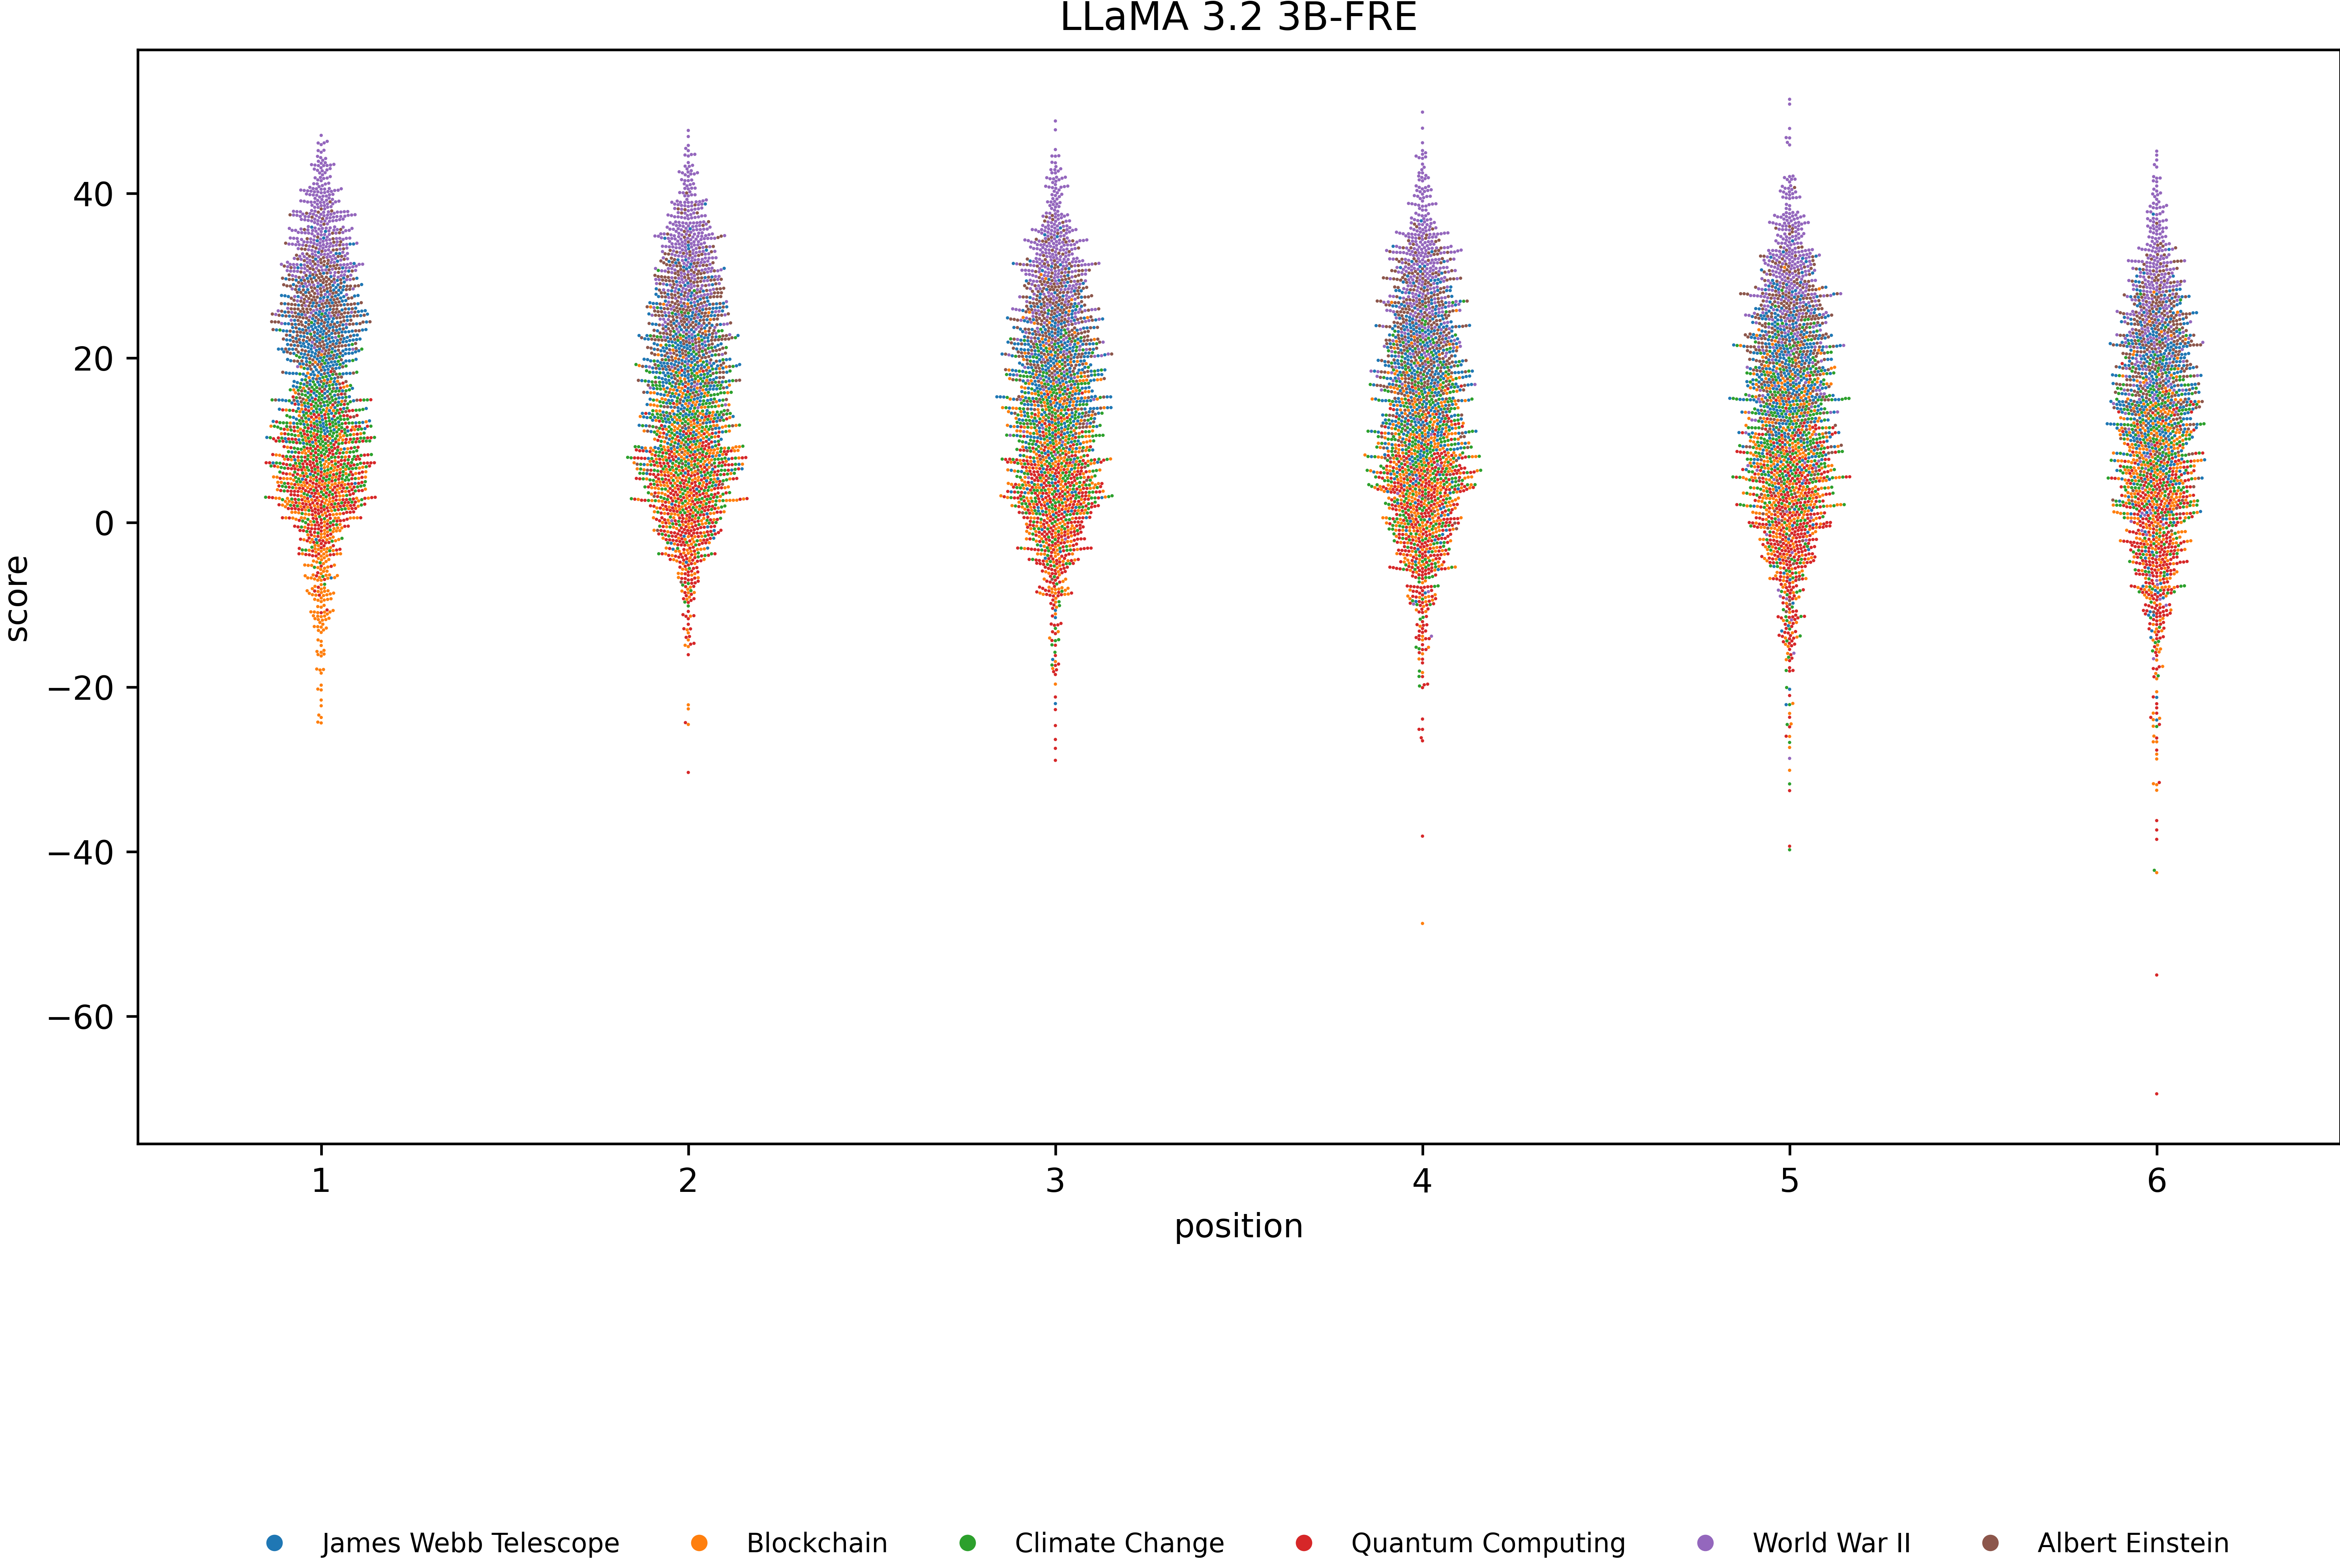 LLaMA 3.2 3B-FRE
score
40
20
0
−20
−40
−60
1 2 3 4 5 6
position
James Webb Telescope Blockchain Climate Change Quantum Computing World War II Albert Einstein